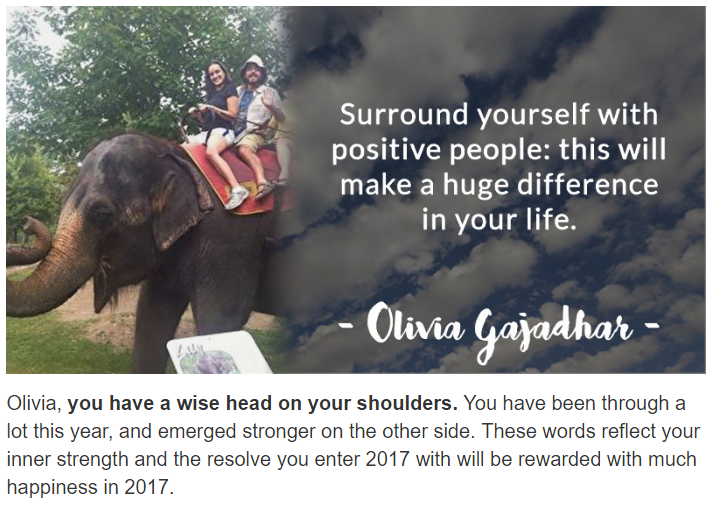 Surround yourself with
positive people: this will
make a huge difference
in your life.
- Olivia Gajadhar -
Lilly
Olivia, you have a wise head on your shoulders. You have been through a
lot this year, and emerged stronger on the other side. These words reflect your
inner strength and the resolve you enter 2017 with will be rewarded with much
happiness in 2017.